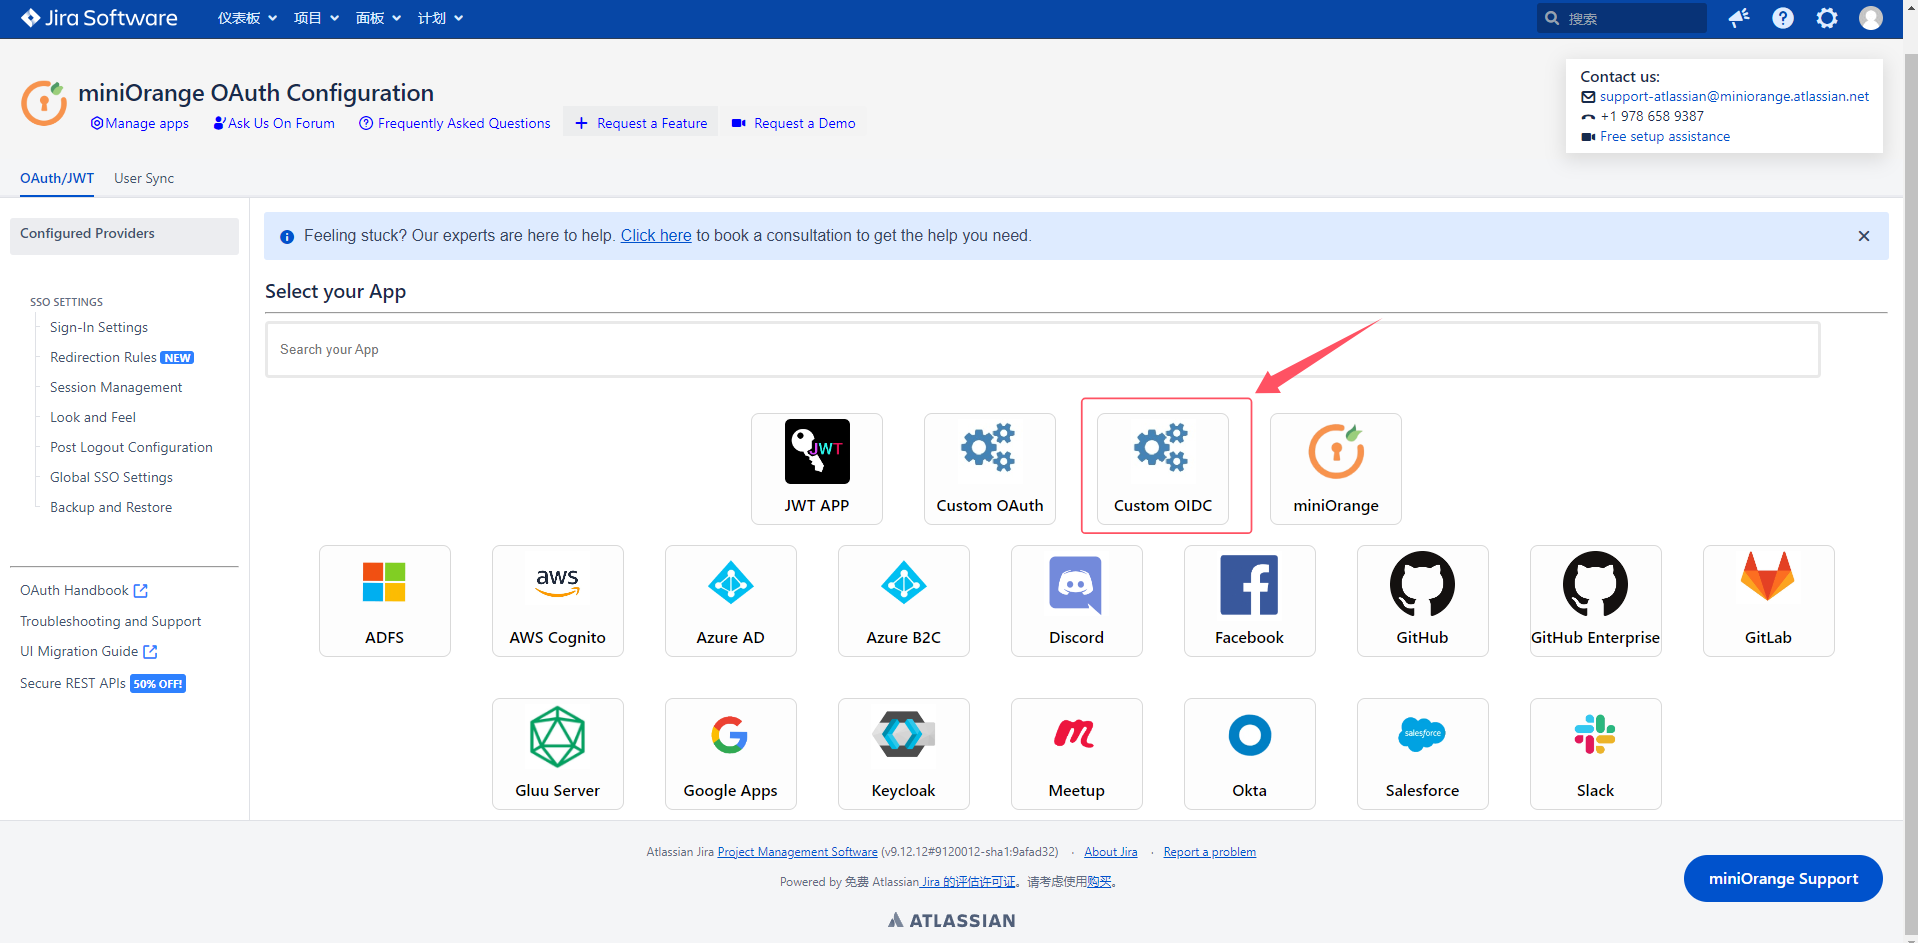 Jira Software 仪表板 项目 面板 计划 搜索
miniOrange OAuth Configuration
Manage apps Ask Us On Forum Frequently Asked Questions + Request a Feature Request a Demo
Contact us:
support-atlassian@miniorange.atlassian.net
+1 978 658 9387
Free setup assistance
OAuth/JWT User Sync
Configured Providers
SSO SETTINGS
Sign-In Settings
Redirection Rules NEW
Session Management
Look and Feel
Post Logout Configuration
Global SSO Settings
Backup and Restore
OAuth Handbook
Troubleshooting and Support
UI Migration Guide
Secure REST APIs 50% OFF!
Feeling stuck? Our experts are here to help. Click here to book a consultation to get the help you need.
Select your App
Search your App
JWT
JWT APP Custom OAuth Custom OIDC miniOrange
aws
ADFS AWS Cognito Azure AD Azure B2C Discord Facebook GitHub GitHub Enterprise GitLab
salesforce
Gluu Server Google Apps Keycloak Meetup Okta Salesforce Slack
Atlassian Jira Project Management Software (v9.12.12#9120012-sha1:9afad32) · About Jira · Report a problem
Powered by 免费 Atlassian Jira 的评估许可证。请考虑使用购买。
ATLASSIAN
miniOrange Support